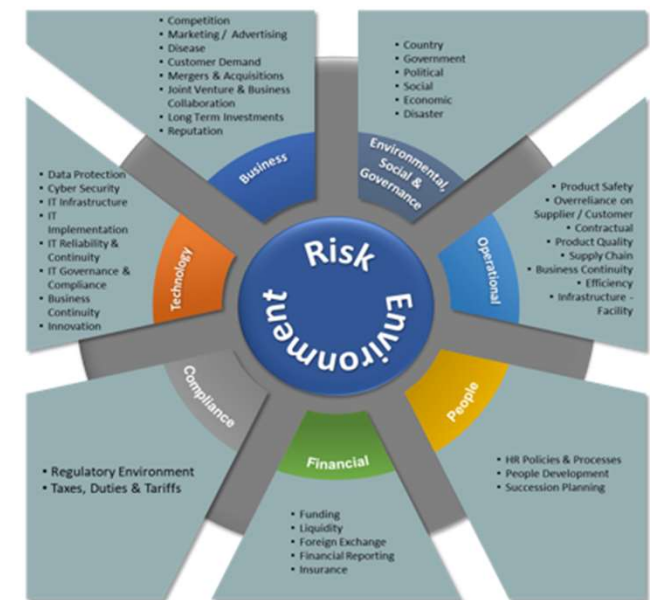 • Competition
• Marketing / Advertising
• Disease
• Customer Demand
• Mergers & Acquisitions
• Joint Venture & Business
Collaboration
• Long Term Investments
• Reputation
• Country
• Government
• Political
• Social
• Economic
• Disaster
Business
Environmental,
Social &
Governance
• Data Protection
• Cyber Security
• IT Infrastructure
• IT
Implementation
• IT Reliability &
Continuity
• IT Governance &
Compliance
• Business
Continuity
• Innovation
Technology
Risk
Environment
Operational
• Product Safety
• Overreliance on
Supplier / Customer
• Contractual
• Product Quality
• Supply Chain
• Business Continuity
• Efficiency
• Infrastructure -
Facility
Compliance
• Regulatory Environment
• Taxes, Duties & Tariffs
Financial
• Funding
• Liquidity
• Foreign Exchange
• Financial Reporting
• Insurance
People
• HR Policies & Processes
• People Development
• Succession Planning